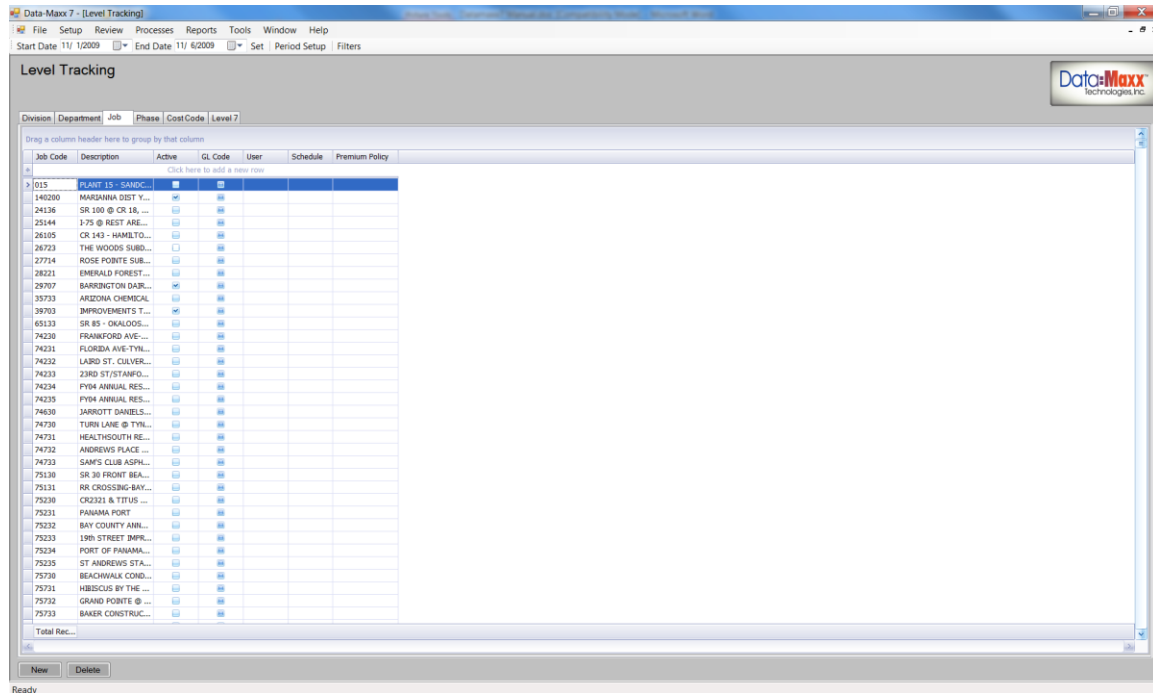 Data-Maxx 7 - [Level Tracking]
File Setup Review Processes Reports Tools Window Help
Start Date 11/ 1/2009 End Date 11/ 6/2009 Set Period Setup Filters
Level Tracking
Data:Maxx
Technologies, Inc.
Division Department Job Phase CostCode Level 7
Drag a column header here to group by that column
Job Code Description Active GL Code User Schedule Premium Policy
Click here to add a new row
015 PLANT 15 - SANDC...
140200 MARIANNA DIST Y...
24136 SR 100 @ CR 18, ...
25144 I-75 @ REST ARE...
26105 CR 143 - HAMILTO...
26723 THE WOODS SUBD...
27714 ROSE POINTE SUB...
28221 EMERALD FOREST...
29707 BARRINGTON DAIR...
35733 ARIZONA CHEMICAL
39703 IMPROVEMENTS T...
65133 SR 85 - OKALOOS...
74230 FRANKFORD AVE-...
74231 FLORIDA AVE-TYN...
74232 LAIRD ST. CULVER...
74233 23RD ST/STANFO...
74234 FY04 ANNUAL RES...
74235 FY04 ANNUAL RES...
74630 JARROTT DANIELS...
74730 TURN LANE @ TYN...
74731 HEALTHSOUTH RE...
74732 ANDREWS PLACE ...
74733 SAM'S CLUB ASPH...
75130 SR 30 FRONT BEA...
75131 RR CROSSING-BAY...
75230 CR2321 & TITUS ...
75231 PANAMA PORT
75232 BAY COUNTY ANN...
75233 19th STREET IMPR...
75234 PORT OF PANAMA...
75235 ST ANDREWS STA...
75730 BEACHWALK COND...
75731 HIBISCUS BY THE ...
75732 GRAND POINTE @ ...
75733 BAKER CONSTRUC...
Total Rec...
New Delete
Ready